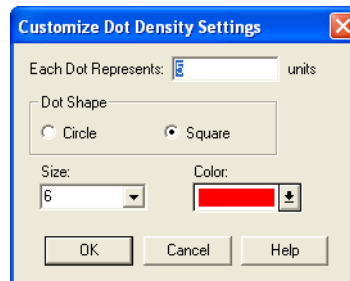 Customize Dot Density Settings
Each Dot Represents: 5 units
Dot Shape
Circle Square
Size: Color:
6
OK Cancel Help